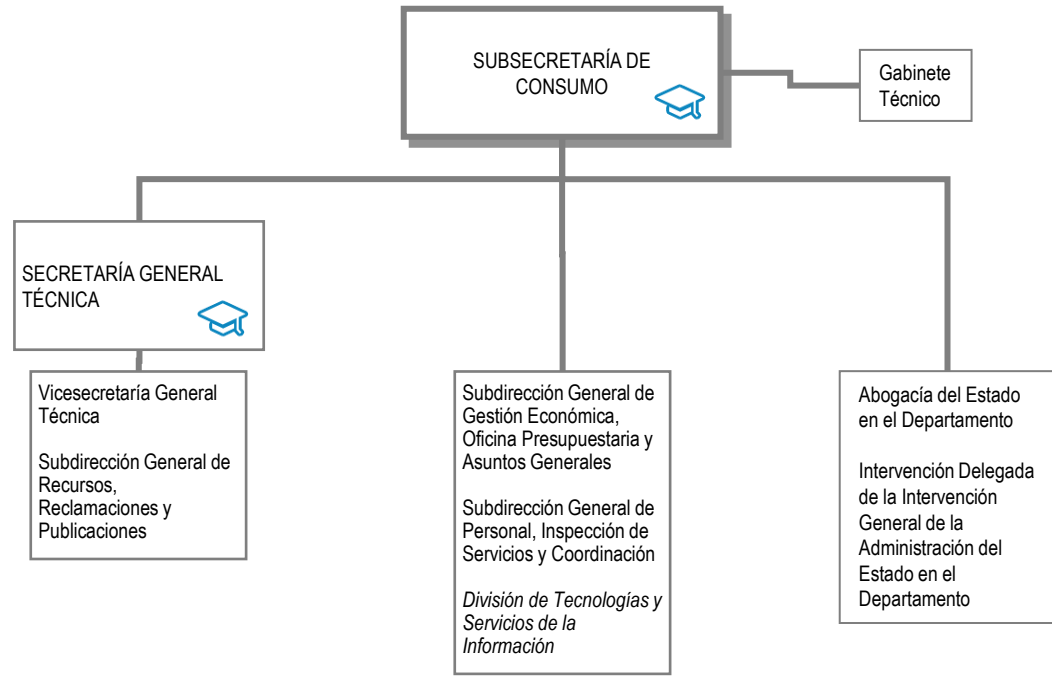 SUBSECRETARÍA DE
CONSUMO
Gabinete
Técnico
SECRETARÍA GENERAL
TÉCNICA
Vicesecretaría General
Técnica
Subdirección General de
Recursos,
Reclamaciones y
Publicaciones
Subdirección General de
Gestión Económica,
Oficina Presupuestaria y
Asuntos Generales
Subdirección General de
Personal, Inspección de
Servicios y Coordinación
División de Tecnologías y
Servicios de la
Información
Abogacía del Estado
en el Departamento
Intervención Delegada
de la Intervención
General de la
Administración del
Estado en el
Departamento